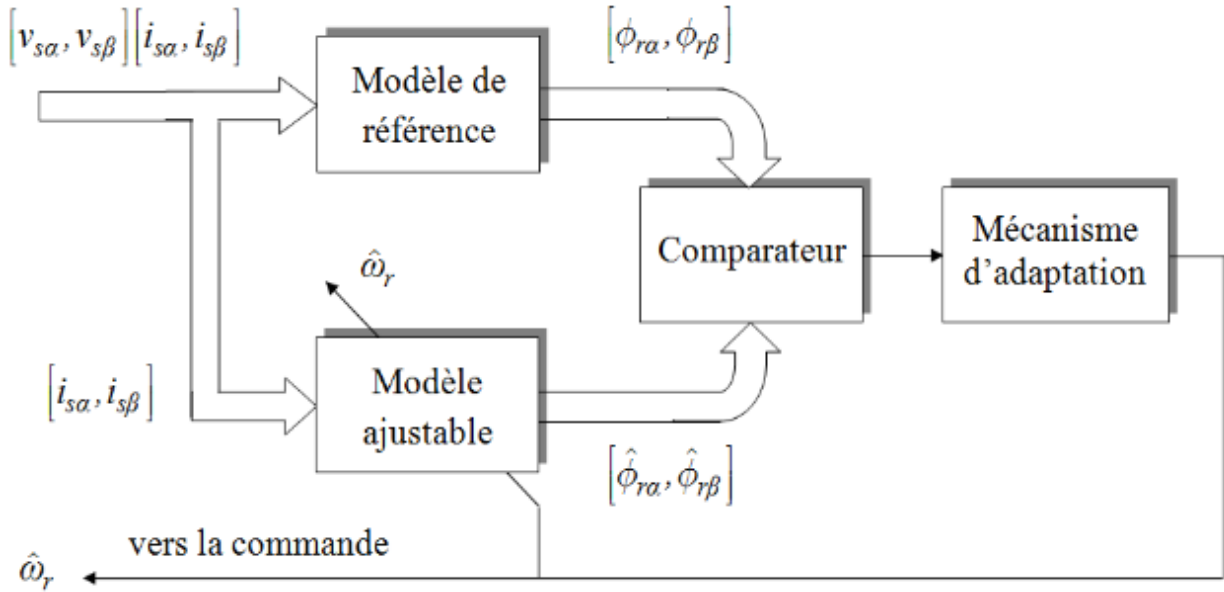 [v_sα, v_sβ][i_sα, i_sβ]
[ϕ_rα, ϕ_rβ]
Modèle de
référence
Comparateur
Mécanisme
d’adaptation
ω̂_r
[i_sα, i_sβ]
Modèle
ajustable
[ϕ̂_rα, ϕ̂_rβ]
vers la commande
ω̂_r